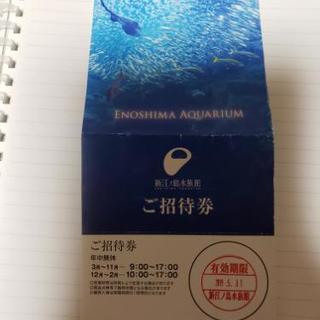 ENOSHIMA AQUARIUM
新江ノ島水族館
ご招待券
ご招待券
年中無休
3月〜11月… 9:00〜17:00
12月〜2月…10:00〜17:00
有効期限
新江ノ島水族館